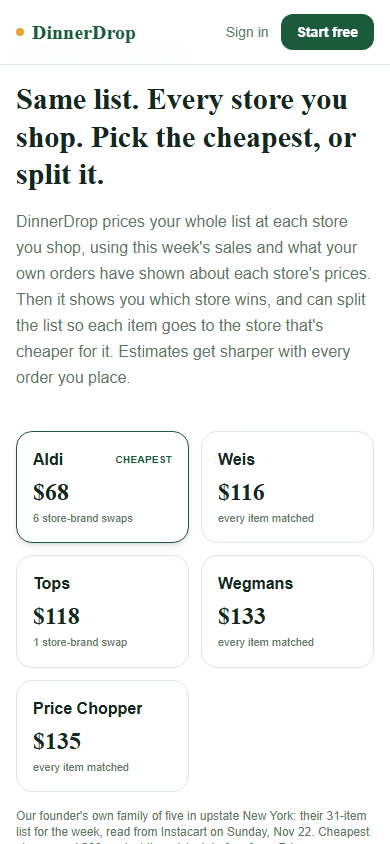 DinnerDrop
Sign in
Start free
Same list. Every store you
shop. Pick the cheapest, or
split it.
DinnerDrop prices your whole list at each store
you shop, using this week's sales and what your
own orders have shown about each store's prices.
Then it shows you which store wins, and can split
the list so each item goes to the store that's
cheaper for it. Estimates get sharper with every
order you place.
Aldi
CHEAPEST
$68
6 store-brand swaps
Weis
$116
every item matched
Tops
$118
1 store-brand swap
Wegmans
$133
every item matched
Price Chopper
$135
every item matched
Our founder's own family of five in upstate New York: their 31-item
list for the week, read from Instacart on Sunday, Nov 22. Cheapest